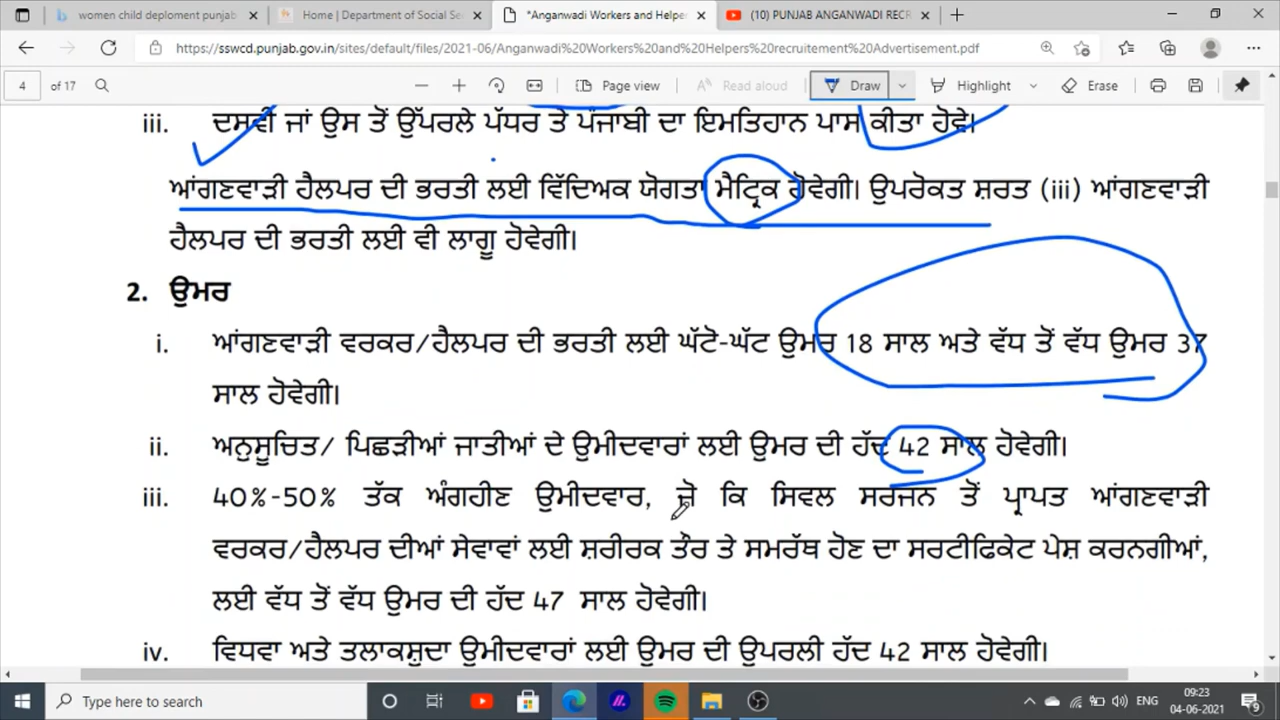 women child deploment punjab
Home | Department of Social Se
*Anganwadi Workers and Helpe
(10) PUNJAB ANGANWADI RECR
https://sswcd.punjab.gov.in/sites/default/files/2021-06/Anganwadi%20Workers%20and%20Helpers%20recruitement%20Advertisement.pdf
4 of 17 Page view Read aloud Draw Highlight Erase
iii. ਦਸਵੀਂ ਜਾਂ ਉਸ ਤੋਂ ਉੱਪਰਲੇ ਪੱਧਰ ਤੇ ਪੰਜਾਬੀ ਦਾ ਇਮਤਿਹਾਨ ਪਾਸ ਕੀਤਾ ਹੋਵੇ।
ਆਂਗਣਵਾੜੀ ਹੈਲਪਰ ਦੀ ਭਰਤੀ ਲਈ ਵਿੱਦਿਅਕ ਯੋਗਤਾ ਮੈਟ੍ਰਿਕ ਹੋਵੇਗੀ। ਉਪਰੋਕਤ ਸ਼ਰਤ (iii) ਆਂਗਣਵਾੜੀ
ਹੈਲਪਰ ਦੀ ਭਰਤੀ ਲਈ ਵੀ ਲਾਗੂ ਹੋਵੇਗੀ।
2. ਉਮਰ
i. ਆਂਗਣਵਾੜੀ ਵਰਕਰ/ਹੈਲਪਰ ਦੀ ਭਰਤੀ ਲਈ ਘੱਟੋ-ਘੱਟ ਉਮਰ 18 ਸਾਲ ਅਤੇ ਵੱਧ ਤੋਂ ਵੱਧ ਉਮਰ 37
ਸਾਲ ਹੋਵੇਗੀ।
ii. ਅਨੁਸੂਚਿਤ/ ਪਿਛੜੀਆਂ ਜਾਤੀਆਂ ਦੇ ਉਮੀਦਵਾਰਾਂ ਲਈ ਉਮਰ ਦੀ ਹੱਦ 42 ਸਾਲ ਹੋਵੇਗੀ।
iii. 40%-50% ਤੱਕ ਅੰਗਹੀਣ ਉਮੀਦਵਾਰ, ਜ਼ੋ ਕਿ ਸਿਵਲ ਸਰਜਨ ਤੋਂ ਪ੍ਰਾਪਤ ਆਂਗਣਵਾੜੀ
ਵਰਕਰ/ਹੈਲਪਰ ਦੀਆਂ ਸੇਵਾਵਾਂ ਲਈ ਸ਼ਰੀਰਕ ਤੌਰ ਤੇ ਸਮਰੱਥ ਹੋਣ ਦਾ ਸਰਟੀਫਿਕੇਟ ਪੇਸ਼ ਕਰਨਗੀਆਂ,
ਲਈ ਵੱਧ ਤੋਂ ਵੱਧ ਉਮਰ ਦੀ ਹੱਦ 47 ਸਾਲ ਹੋਵੇਗੀ।
iv. ਵਿਧਵਾ ਅਤੇ ਤਲਾਕਸ਼ੁਦਾ ਉਮੀਦਵਾਰਾਂ ਲਈ ਉਮਰ ਦੀ ਉਪਰਲੀ ਹੱਦ 42 ਸਾਲ ਹੋਵੇਗੀ।
Type here to search
ENG
09:23
04-06-2021
9